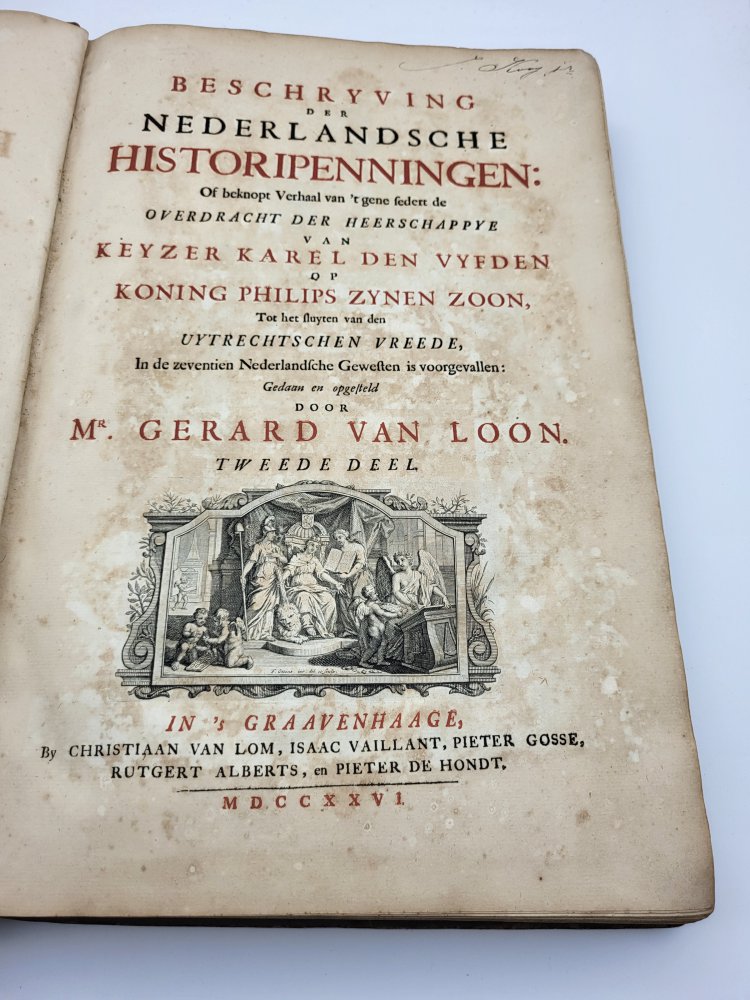 BESCHRYVING
DER
NEDERLANDSCHE
HISTORIPENNINGEN:
Of beknopt Verhaal van 't gene ſedert de
OVERDRACHT DER HEERSCHAPPYE
VAN
KEYZER KAREL DEN VYFDEN
OP
KONING PHILIPS ZYNEN ZOON,
Tot het ſluyten van den
UYTRECHTSCHEN VREEDE,
In de zeventien Nederlandſche Geweſten is voorgevallen:
Gedaan en opgeſteld
DOOR
MR. GERARD VAN LOON.
TWEEDE DEEL.
IN 's GRAAVENHAAGE,
By CHRISTIAAN VAN LOM, ISAAC VAILLANT, PIETER GOSSE,
RUTGERT ALBERTS, en PIETER DE HONDT.
MDCCXXVI.